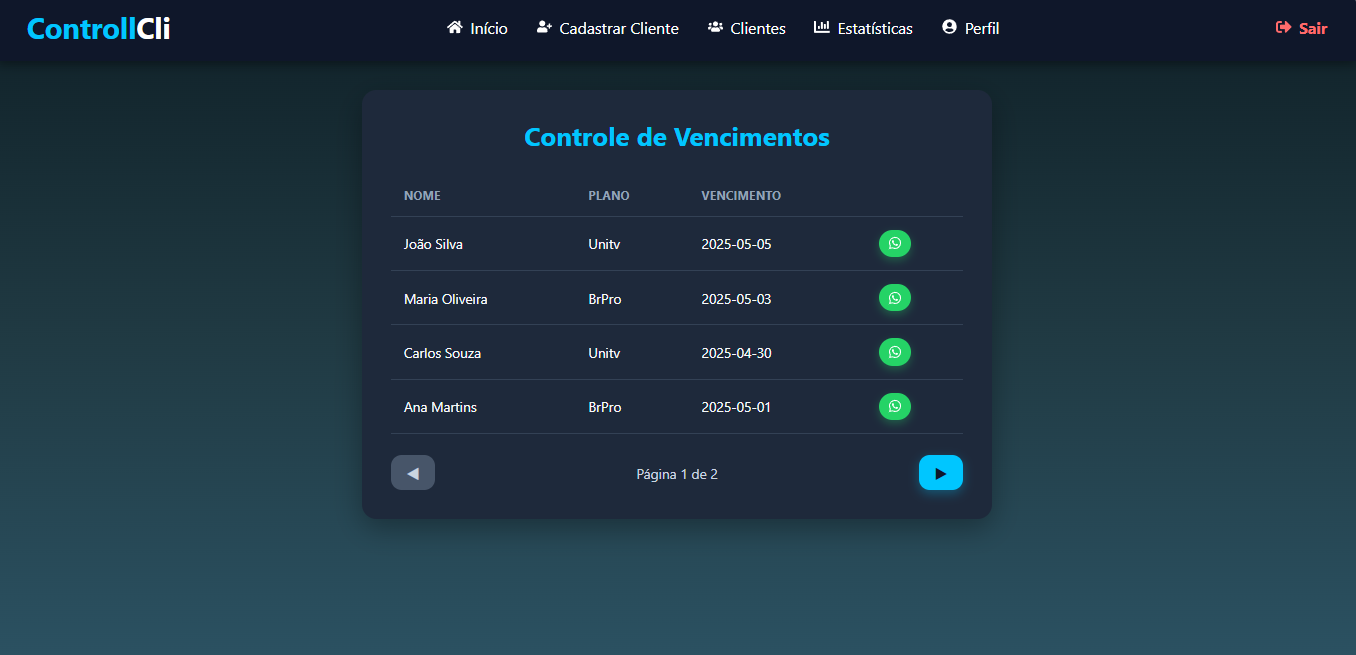 ControllCli Início Cadastrar Cliente Clientes Estatísticas Perfil Sair
Controle de Vencimentos
NOME PLANO VENCIMENTO
João Silva Unitv 2025-05-05
Maria Oliveira BrPro 2025-05-03
Carlos Souza Unitv 2025-04-30
Ana Martins BrPro 2025-05-01
Página 1 de 2